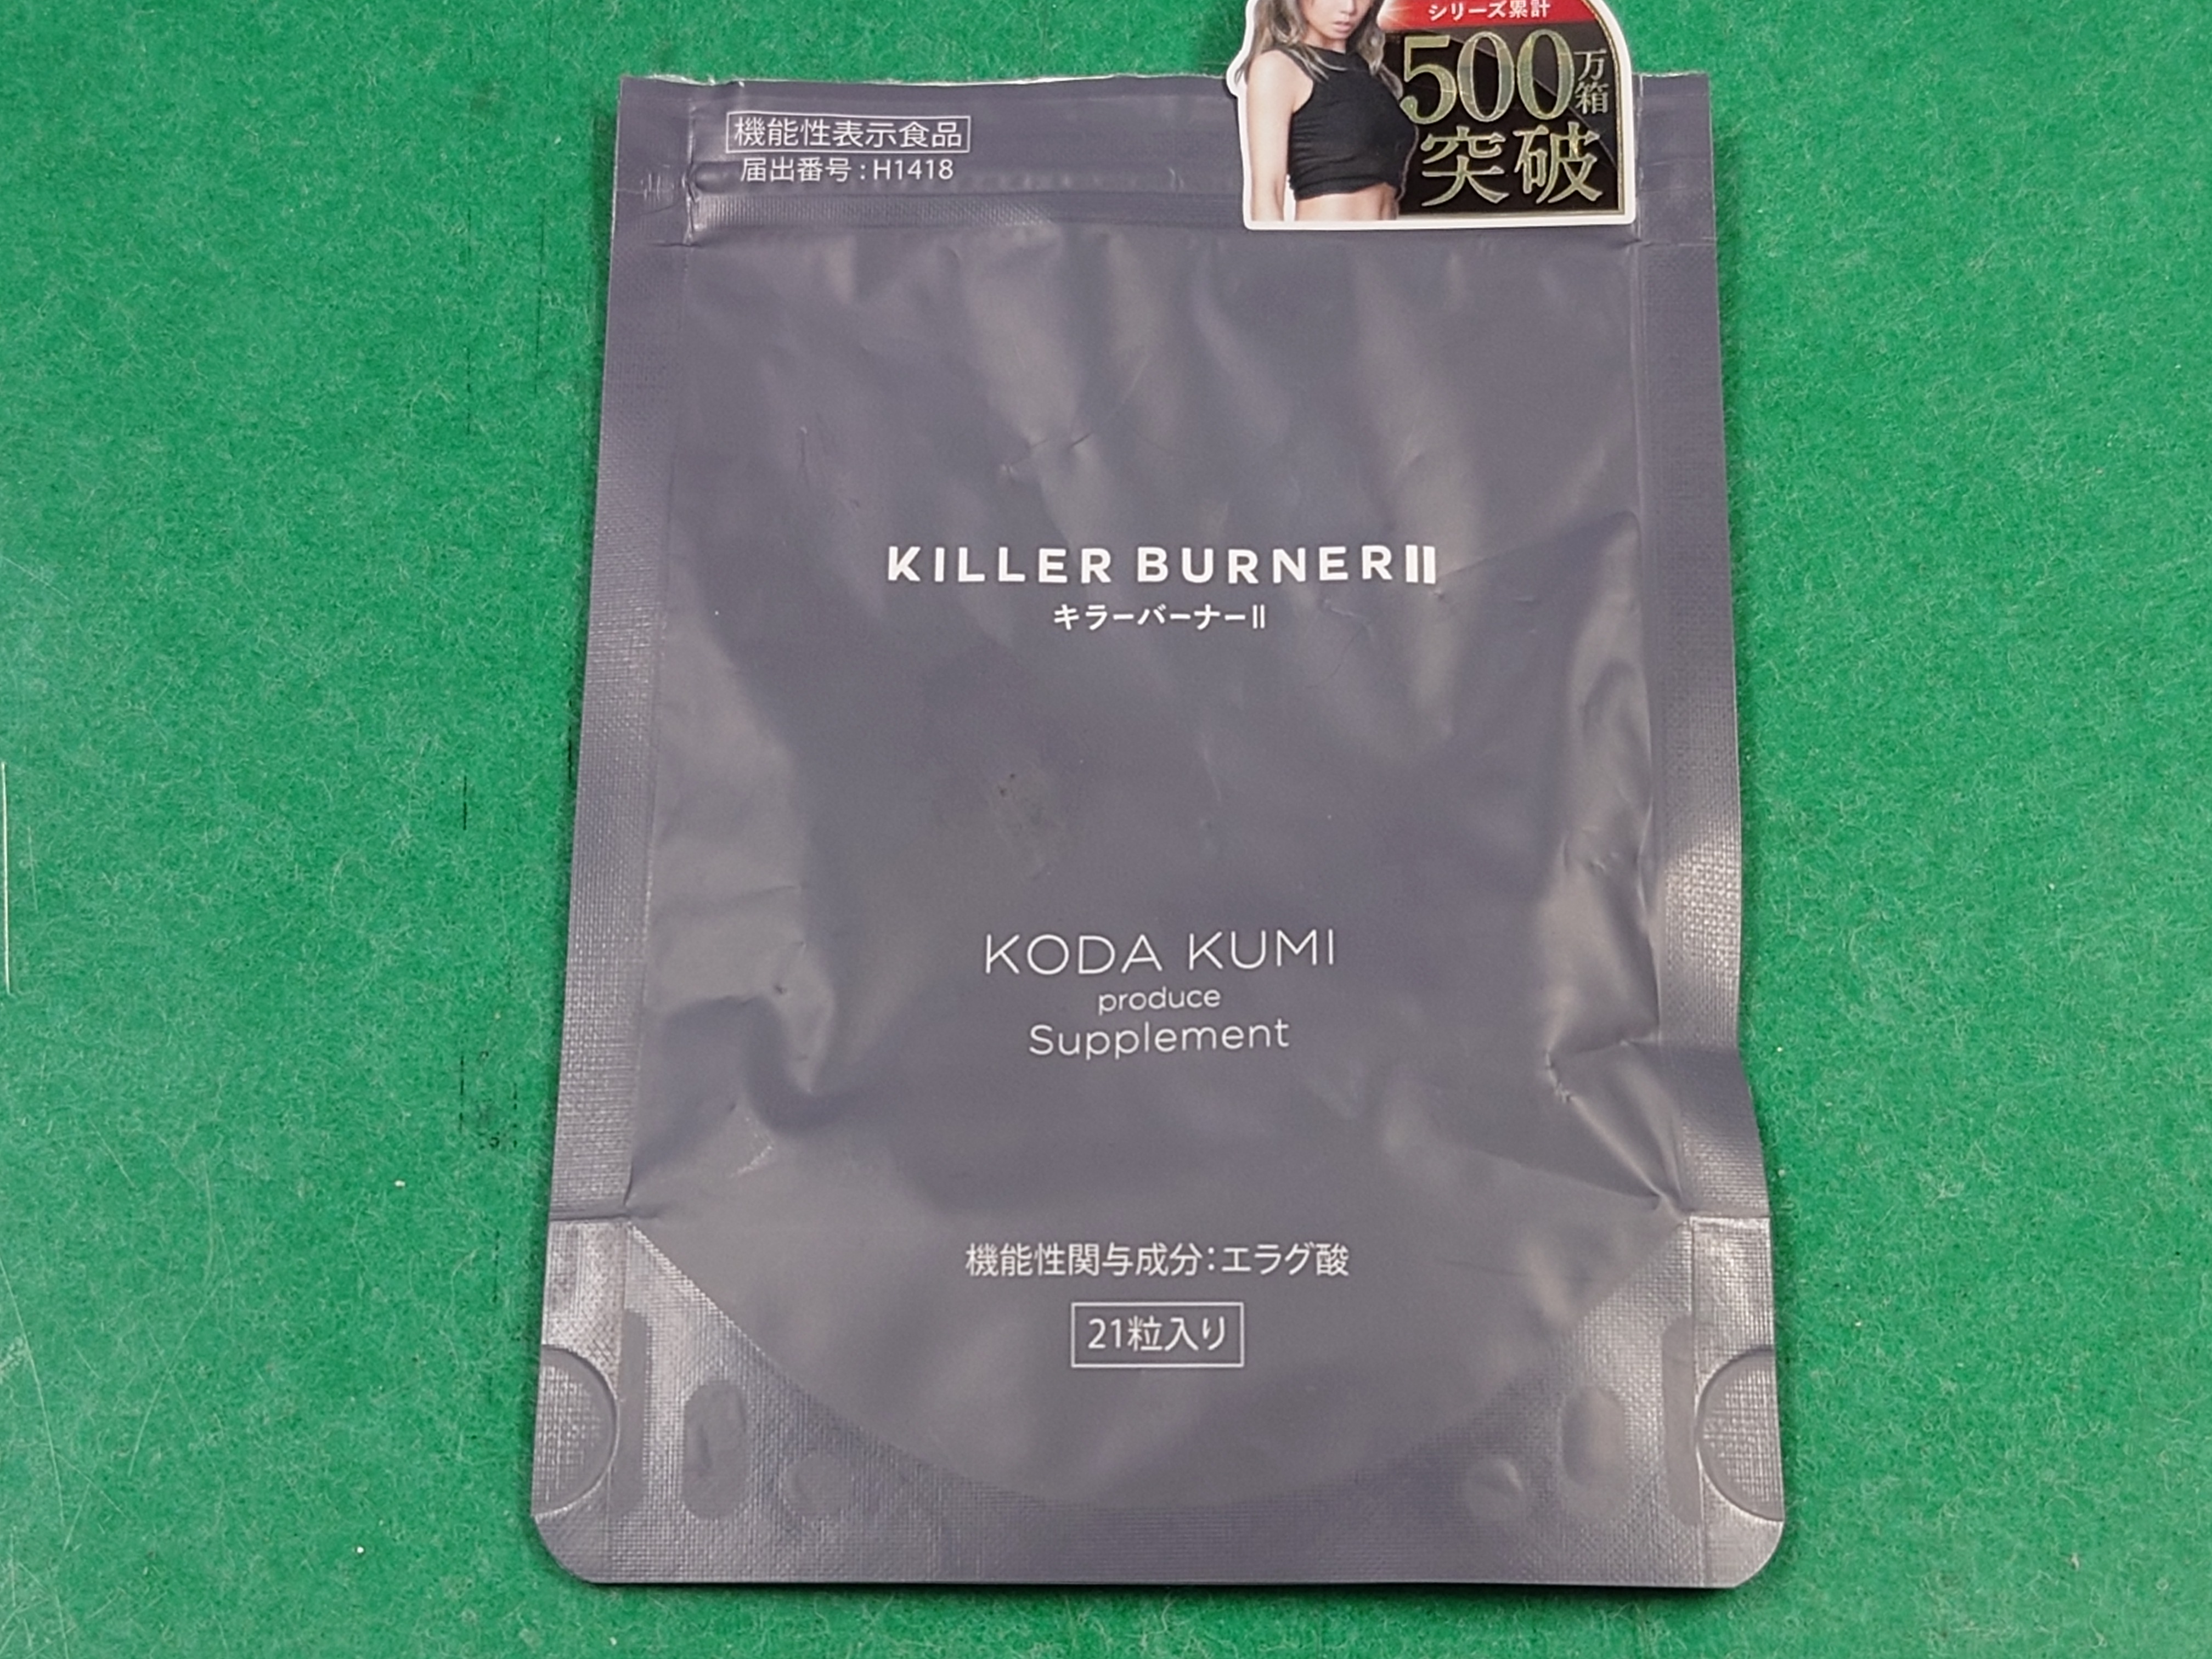 シリーズ累計
500万箱
突破
機能性表示食品
届出番号:H1418
KILLER BURNERⅡ
キラーバーナーⅡ
KODA KUMI
produce
Supplement
機能性関与成分:エラグ酸
21粒入り